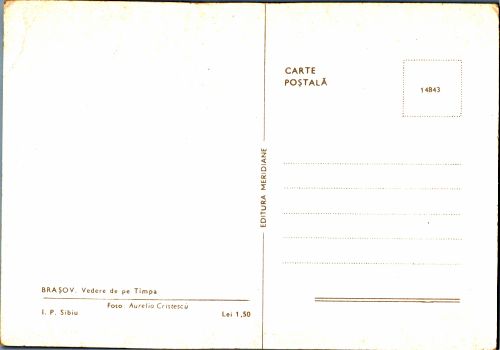 CARTE
POȘTALĂ
14843
EDITURA MERIDIANE
BRAȘOV. Vedere de pe Tîmpa
Foto: Aurelia Cristescu
I. P. Sibiu
Lei 1,50